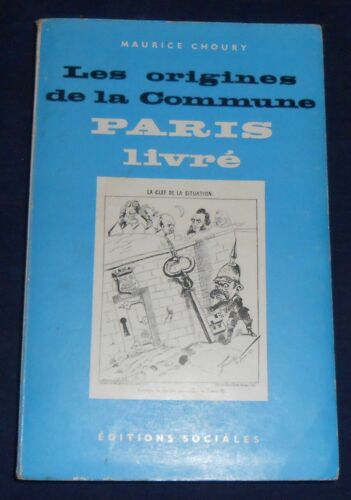 MAURICE CHOURY
Les origines
de la Commune
PARIS
livré
LA CLEF DE LA SITUATION
ÉDITIONS SOCIALES